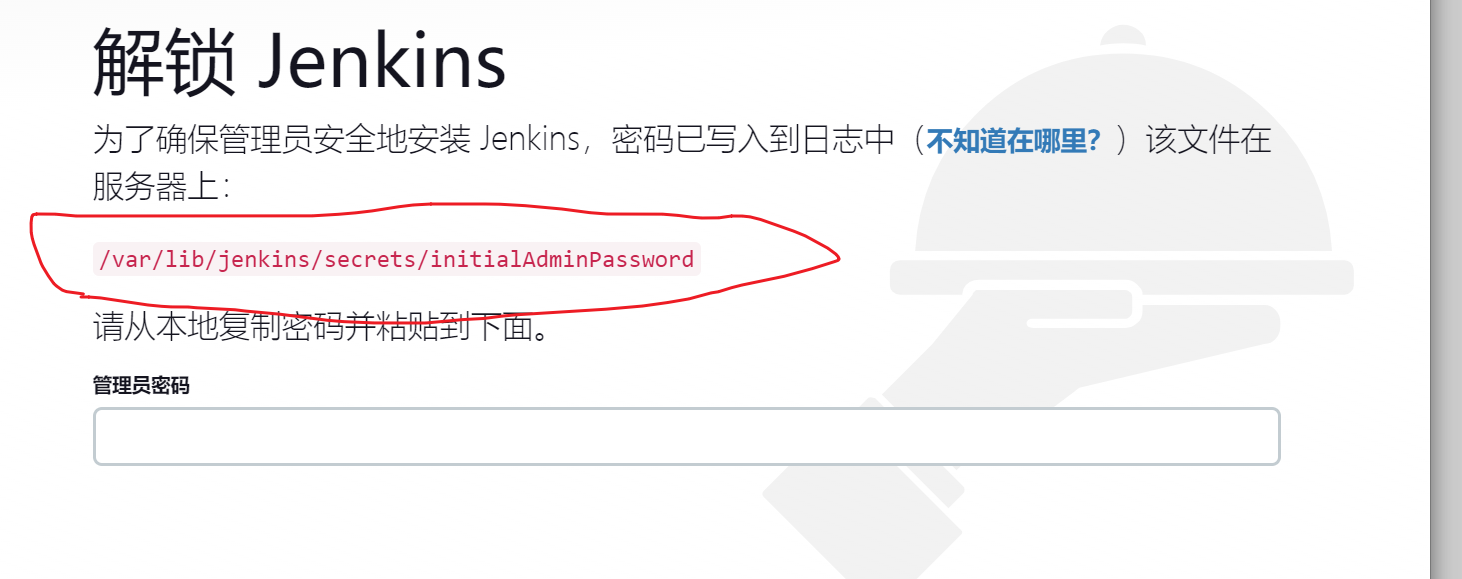 解锁 Jenkins
为了确保管理员安全地安装 Jenkins，密码已写入到日志中（不知道在哪里？）该文件在
服务器上：
/var/lib/jenkins/secrets/initialAdminPassword
请从本地复制密码并粘贴到下面。
管理员密码